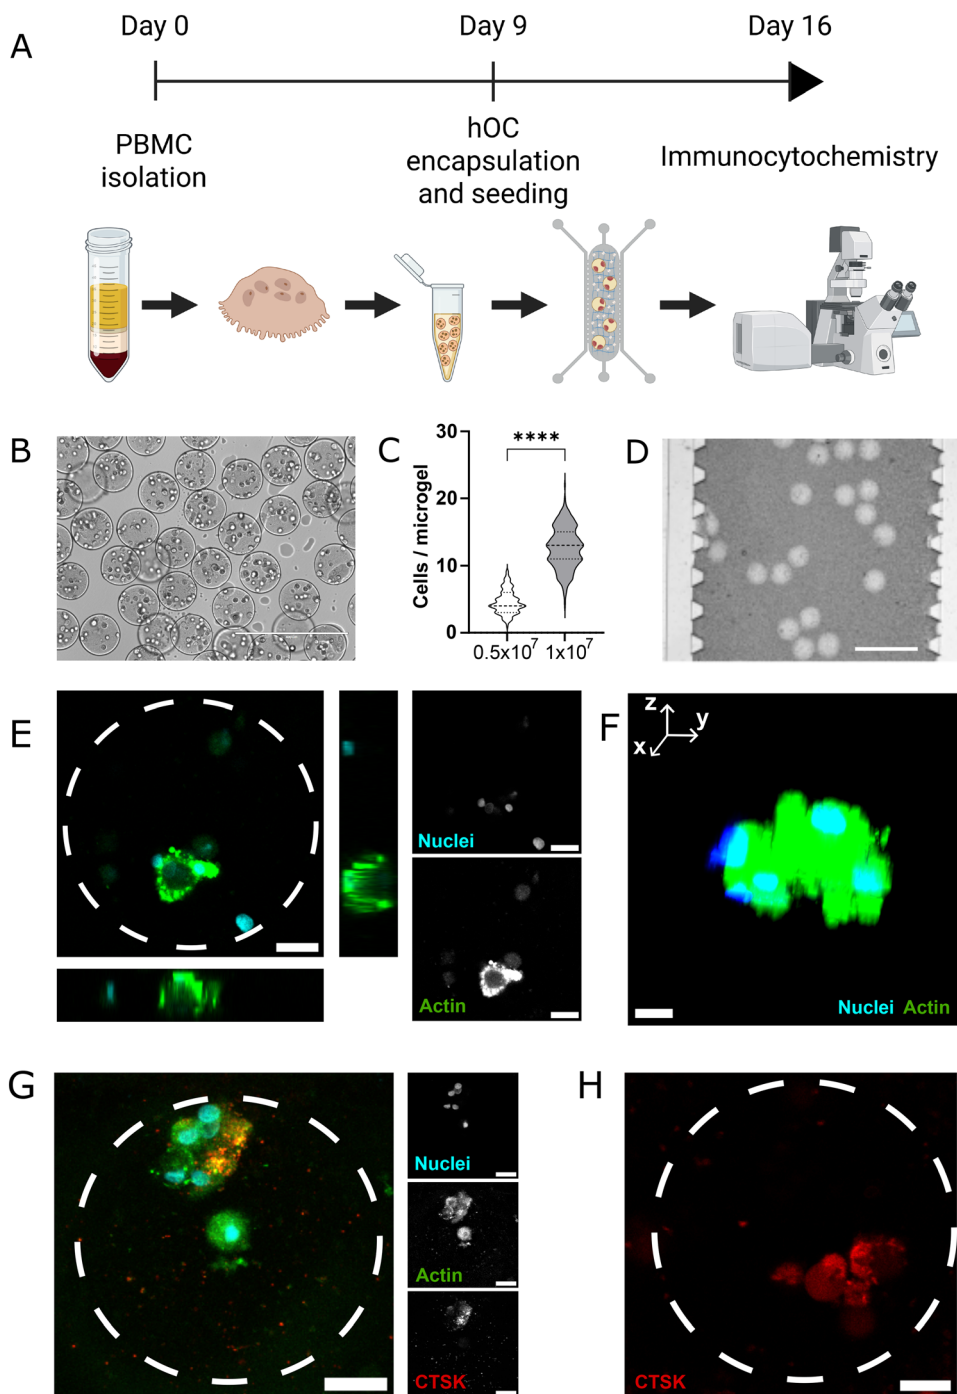 A
Day 0
Day 9
Day 16
PBMC
isolation
hOC
encapsulation
and seeding
Immunocytochemistry
B
C
Cells / microgel
30
20
10
0
****
0.5x10⁷
1x10⁷
D
E
Nuclei
Actin
F
z
y
x
Nuclei Actin
G
Nuclei
Actin
CTSK
H
CTSK